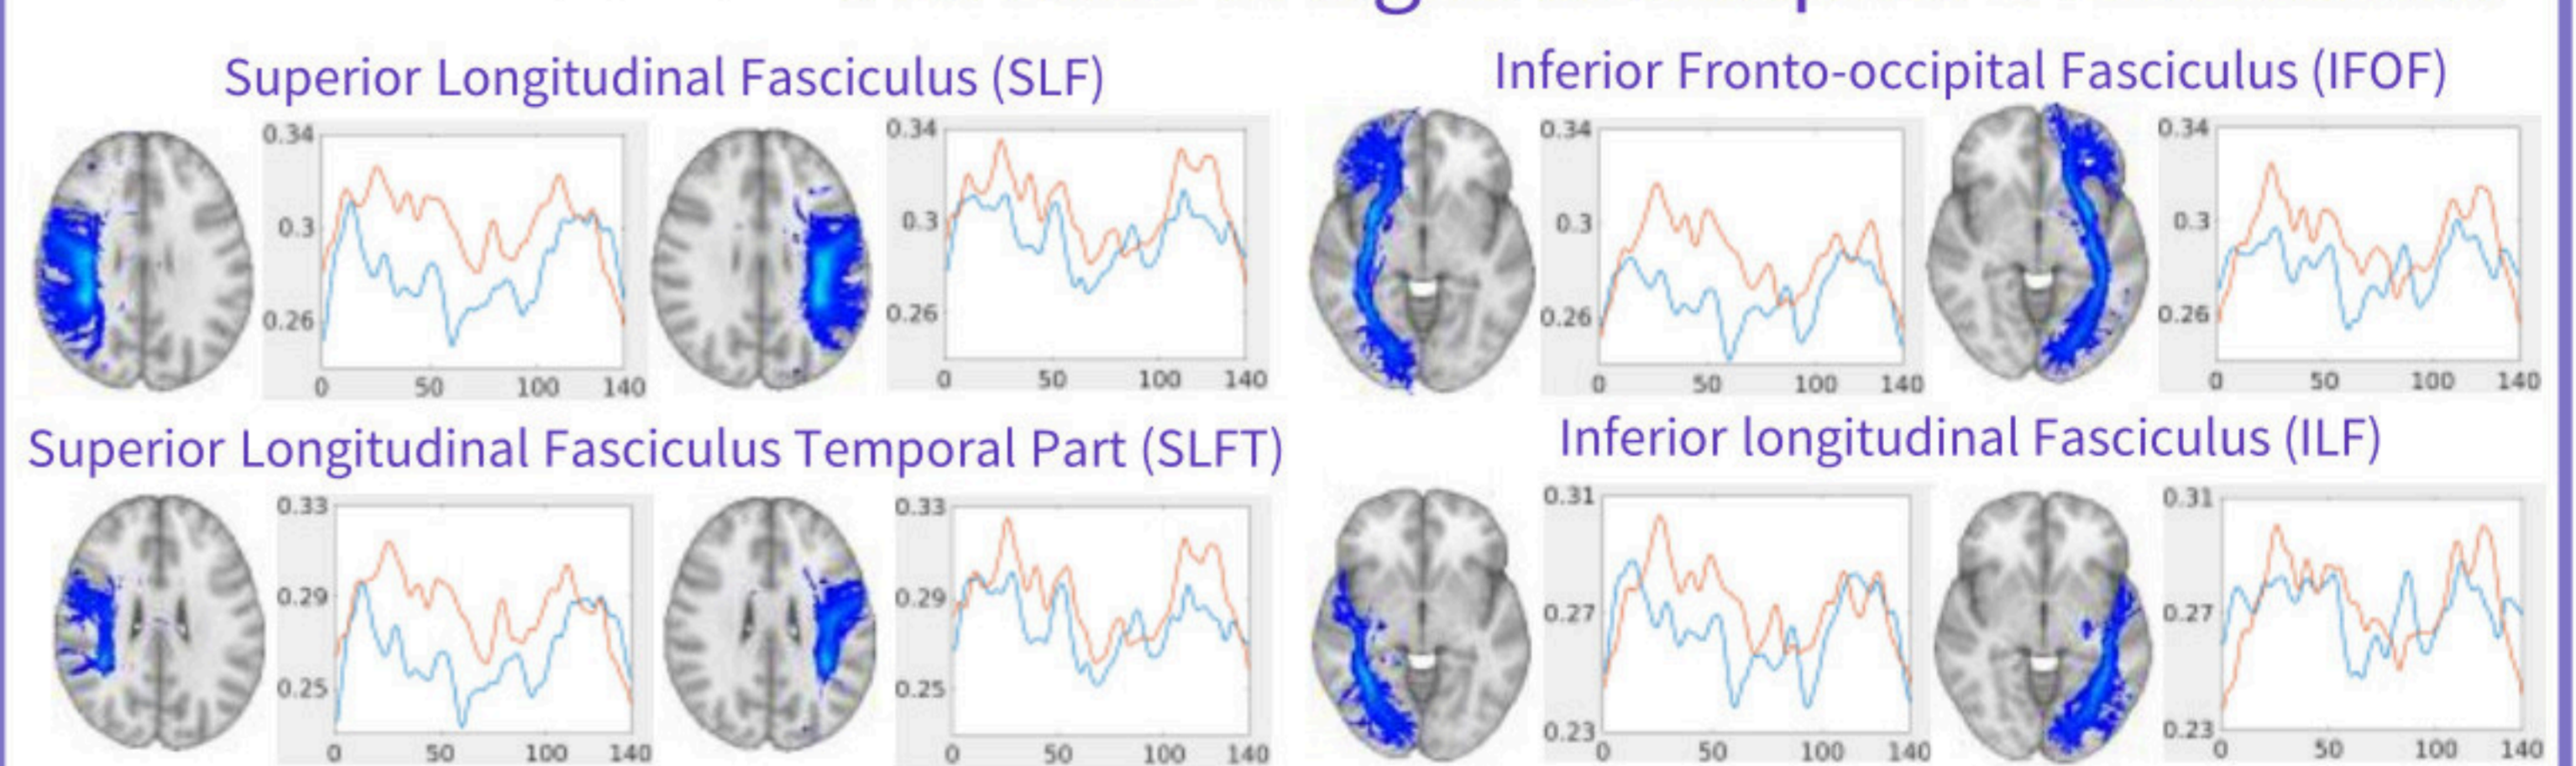 Superior Longitudinal Fasciculus (SLF)
0.34
0.3
0.26
0 50 100 140
0.34
0.3
0.26
0 50 100 140
Inferior Fronto-occipital Fasciculus (IFOF)
0.34
0.3
0.26
0 50 100 140
0.34
0.3
0.26
0 50 100 140
Superior Longitudinal Fasciculus Temporal Part (SLFT)
0.33
0.29
0.25
0 50 100 140
0.33
0.29
0.25
0 50 100 140
Inferior longitudinal Fasciculus (ILF)
0.31
0.27
0.23
0 50 100 140
0.31
0.27
0.23
0 50 100 140